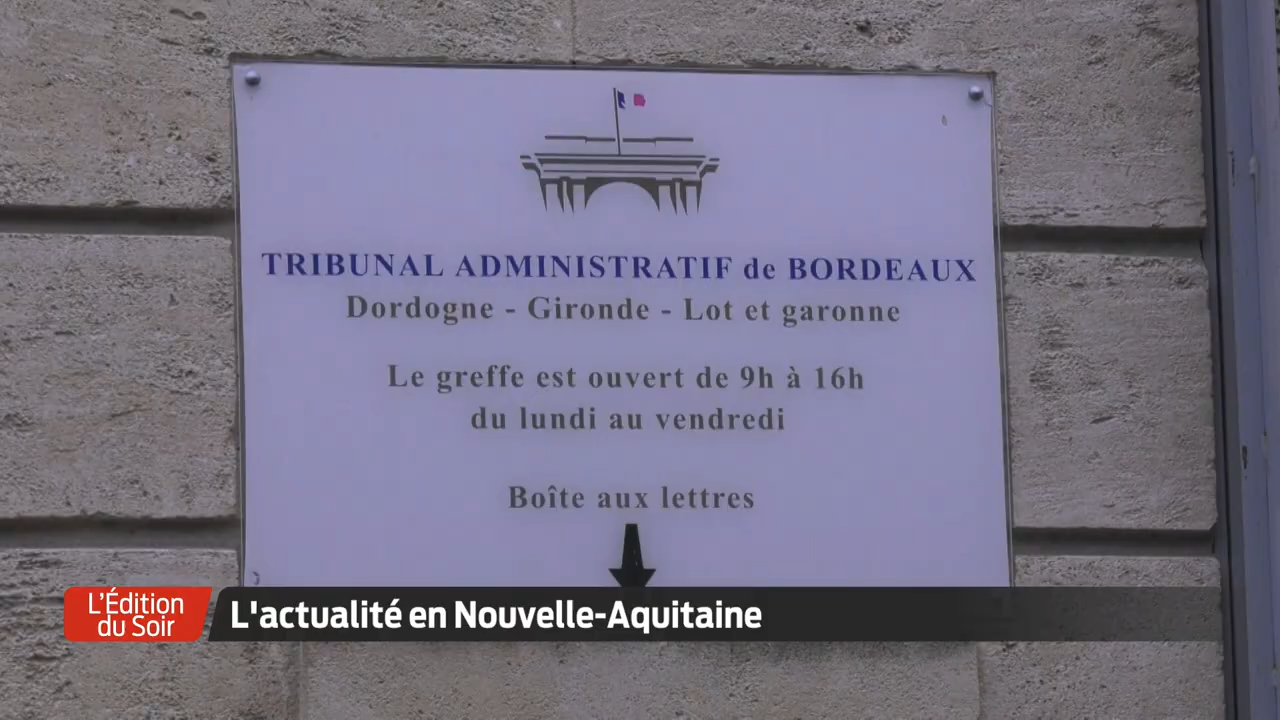 TRIBUNAL ADMINISTRATIF de BORDEAUX
Dordogne - Gironde - Lot et garonne
Le greffe est ouvert de 9h à 16h
du lundi au vendredi
Boîte aux lettres
L'Édition
du Soir
L'actualité en Nouvelle-Aquitaine